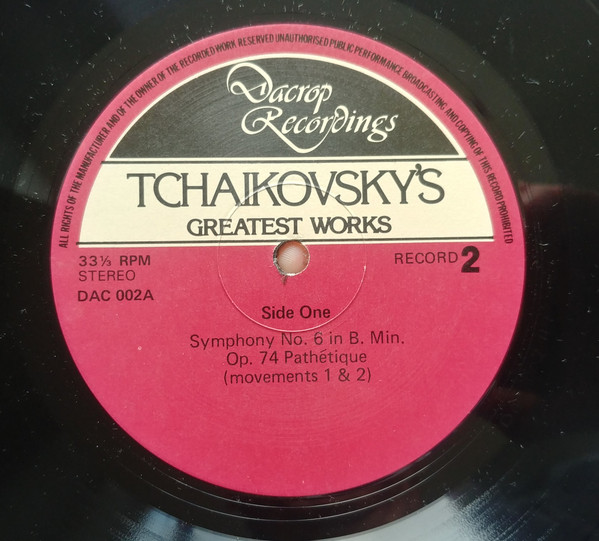 ALL RIGHTS OF THE MANUFACTURER AND OF THE OWNER OF THE RECORDED WORK RESERVED UNAUTHORISED PUBLIC PERFORMANCE BROADCASTING AND COPYING OF THIS RECORD PROHIBITED
Dacrop
Recordings
TCHAIKOVSKY'S
GREATEST WORKS
33⅓ RPM
STEREO
DAC 002A
RECORD 2
Side One
Symphony No. 6 in B. Min.
Op. 74 Pathétique
(movements 1 & 2)